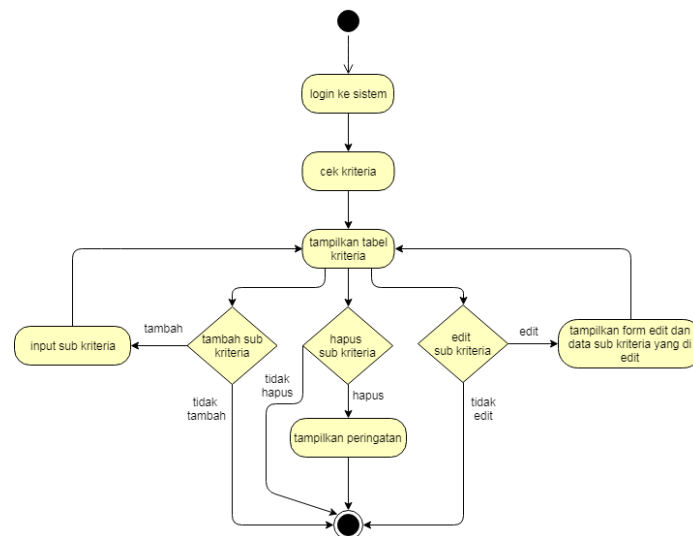 login ke sistem
cek kriteria
tampilkan tabel
kriteria
tambah
input sub kriteria
tambah sub
kriteria
hapus
sub kriteria
edit
sub kriteria
edit
tampilkan form edit dan
data sub kriteria yang di
edit
tidak
tambah
tidak
hapus
hapus
tidak
edit
tampilkan peringatan